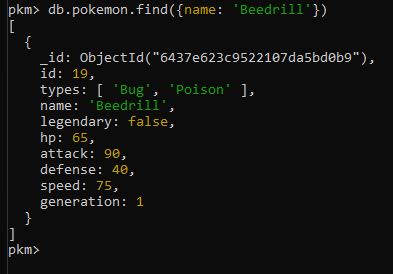 pkm> db.pokemon.find({name: 'Beedrill'})
[
  {
    _id: ObjectId("6437e623c9522107da5bd0b9"),
    id: 19,
    types: [ 'Bug', 'Poison' ],
    name: 'Beedrill',
    legendary: false,
    hp: 65,
    attack: 90,
    defense: 40,
    speed: 75,
    generation: 1
  }
]
pkm>